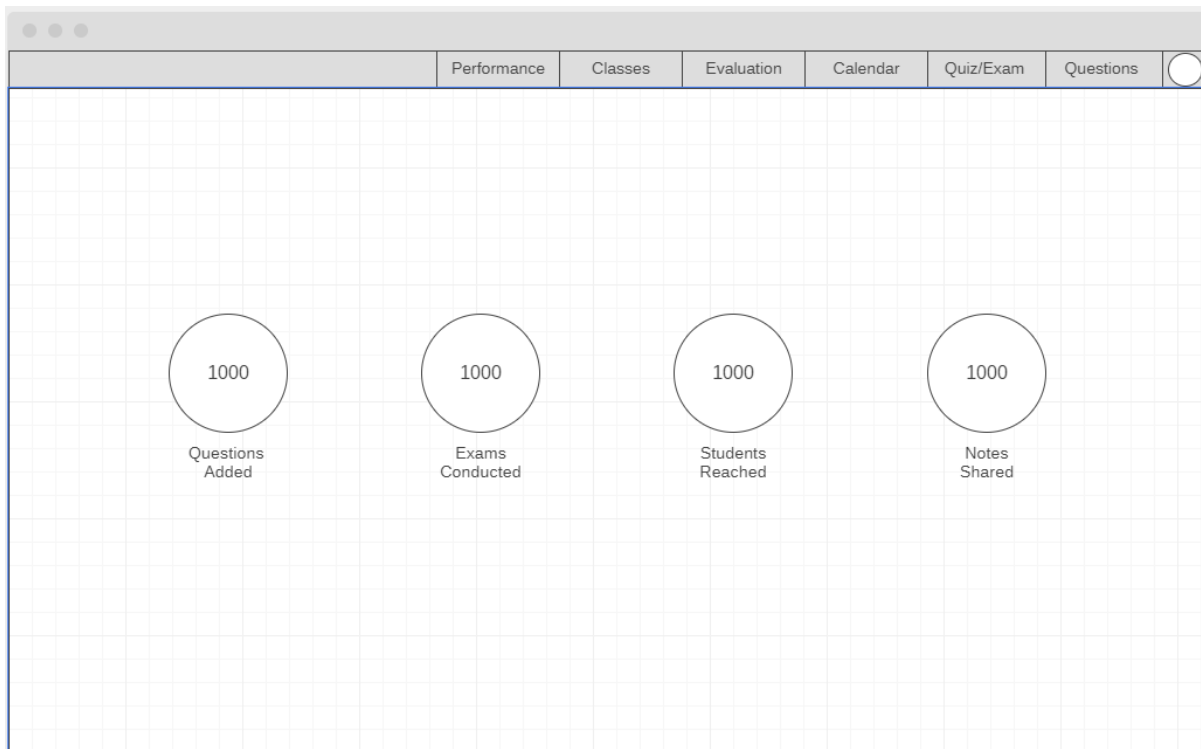 Performance
Classes
Evaluation
Calendar
Quiz/Exam
Questions
1000
Questions
Added
1000
Exams
Conducted
1000
Students
Reached
1000
Notes
Shared